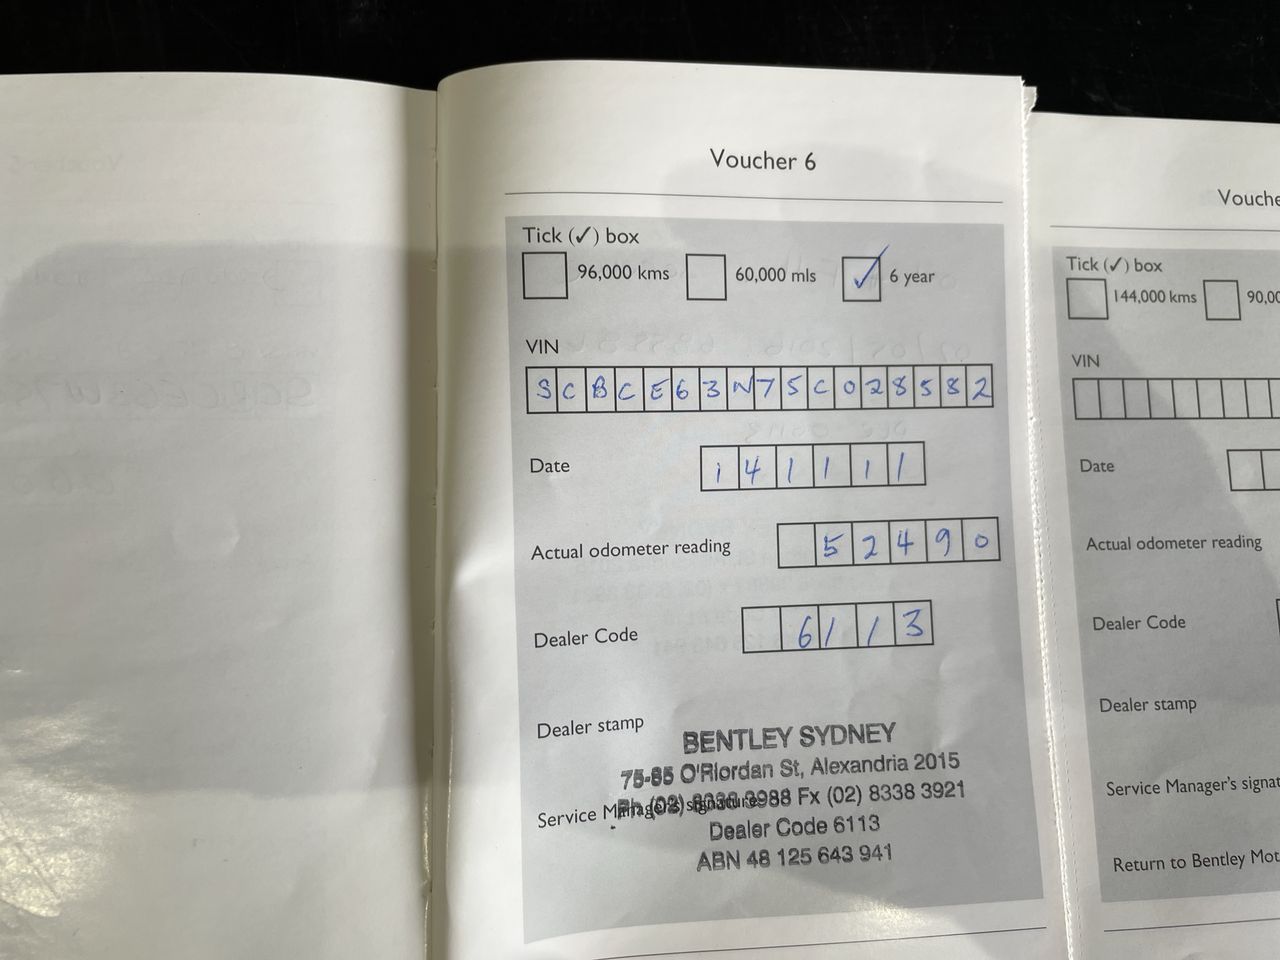 Voucher 6
Tick (✓) box
96,000 kms 60,000 mls ✓ 6 year
VIN
SCBCE63N75C028582
Date 141111
Actual odometer reading 52490
Dealer Code 6113
Dealer stamp
BENTLEY SYDNEY
75-85 O'Riordan St, Alexandria 2015
Service Manager's signature
Ph (02) 3988 Fx (02) 8338 3921
Dealer Code 6113
ABN 48 125 643 941
Vouche
Tick (✓) box
144,000 kms 90,00
VIN
Date
Actual odometer reading
Dealer Code
Dealer stamp
Service Manager's signat
Return to Bentley Mot